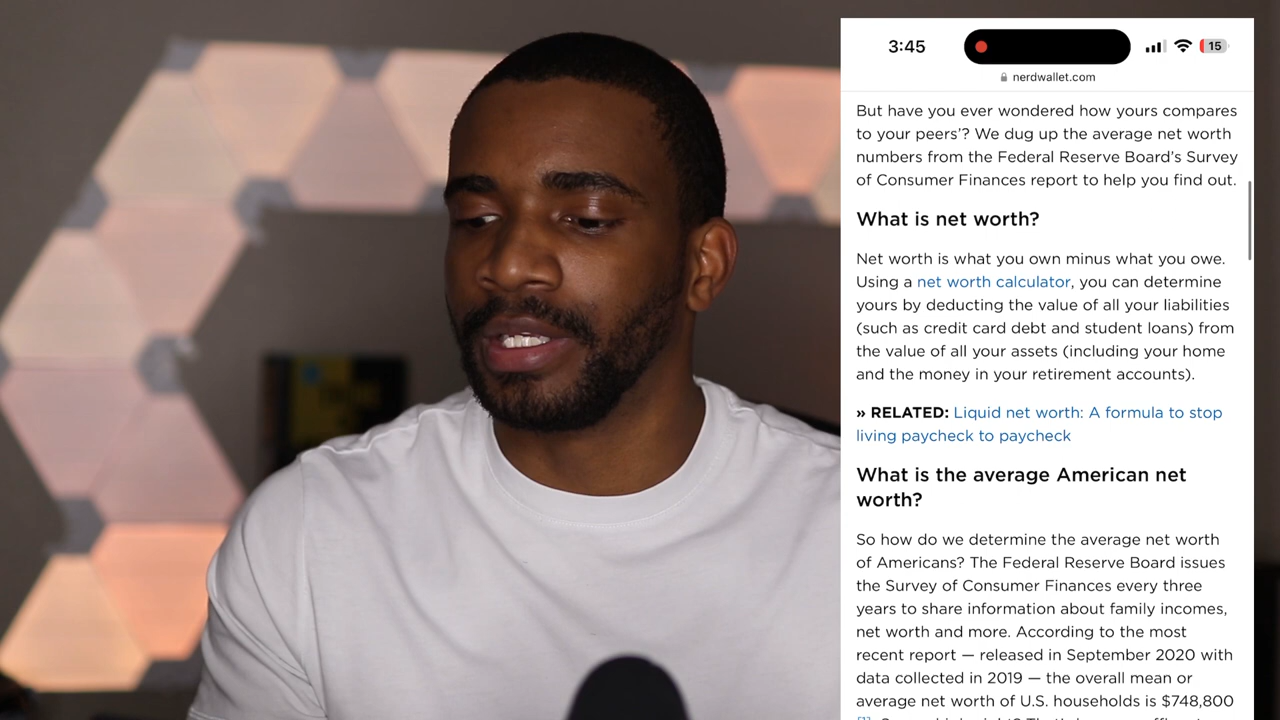 3:45
15
nerdwallet.com
But have you ever wondered how yours compares
to your peers’? We dug up the average net worth
numbers from the Federal Reserve Board’s Survey
of Consumer Finances report to help you find out.
What is net worth?
Net worth is what you own minus what you owe.
Using a net worth calculator, you can determine
yours by deducting the value of all your liabilities
(such as credit card debt and student loans) from
the value of all your assets (including your home
and the money in your retirement accounts).
» RELATED: Liquid net worth: A formula to stop
living paycheck to paycheck
What is the average American net
worth?
So how do we determine the average net worth
of Americans? The Federal Reserve Board issues
the Survey of Consumer Finances every three
years to share information about family incomes,
net worth and more. According to the most
recent report — released in September 2020 with
data collected in 2019 — the overall mean or
average net worth of U.S. households is $748,800